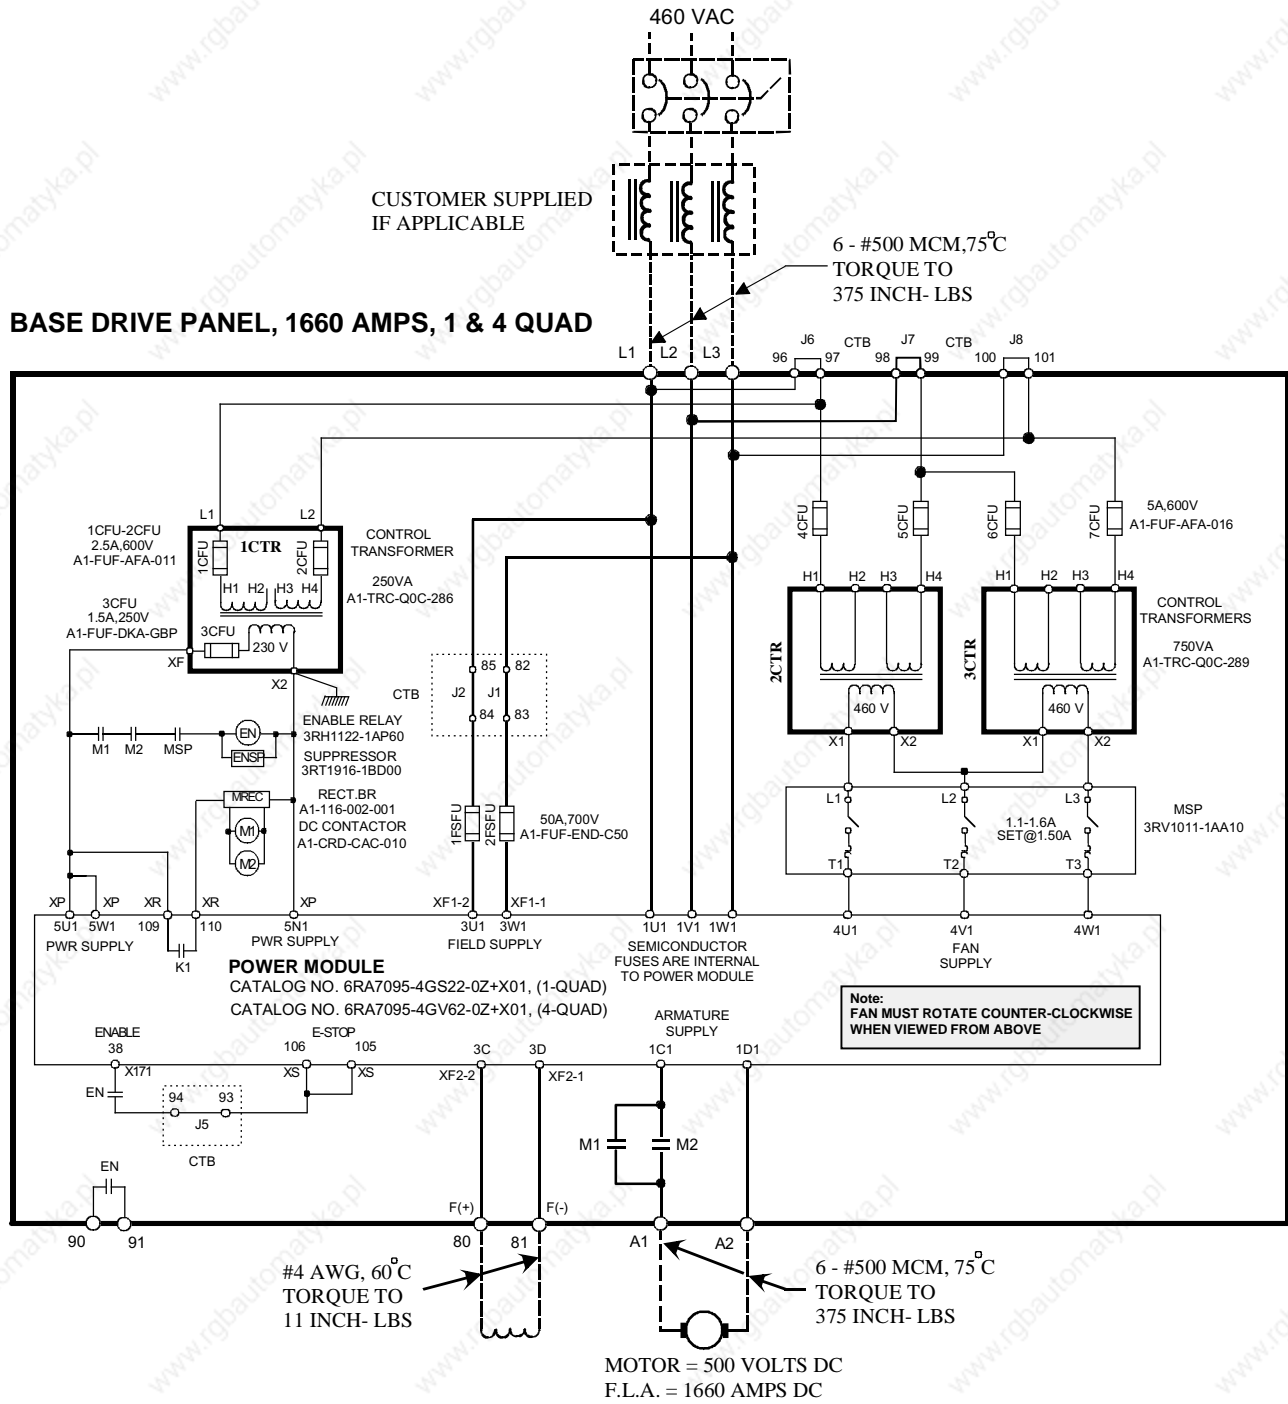 460 VAC
CUSTOMER SUPPLIED
IF APPLICABLE
6 - #500 MCM,75°C
TORQUE TO
375 INCH- LBS
BASE DRIVE PANEL, 1660 AMPS, 1 & 4 QUAD
L1 L2 L3
J6 CTB J7 CTB J8
96 97 98 99 100 101
L1 L2
1CFU-2CFU
2.5A,600V
A1-FUF-AFA-011
1CFU
1CTR
2CFU
H1 H2 H3 H4
CONTROL
TRANSFORMER
250VA
A1-TRC-Q0C-286
3CFU
1.5A,250V
A1-FUF-DKA-GBP
3CFU
230 V
XF
X2
4CFU
5CFU
6CFU
7CFU
5A,600V
A1-FUF-AFA-016
H1 H2 H3 H4
H1 H2 H3 H4
2CTR
3CTR
460 V
460 V
X1 X2
X1 X2
CONTROL
TRANSFORMERS
750VA
A1-TRC-Q0C-289
CTB
85 82
J2 J1
84 83
M1 M2 MSP
EN
ENSP
ENABLE RELAY
3RH1122-1AP60
SUPPRESSOR
3RT1916-1BD00
MREC
M1
M2
RECT.BR
A1-116-002-001
DC CONTACTOR
A1-CRD-CAC-010
1FSFU
2FSFU
50A,700V
A1-FUF-END-C50
L1 L2 L3
1.1-1.6A
SET@1.50A
T1 T2 T3
MSP
3RV1011-1AA10
XP XP XR XR XP XF1-2 XF1-1
5U1 5W1 109 110 5N1 3U1 3W1 1U1 1V1 1W1 4U1 4V1 4W1
PWR SUPPLY
K1
PWR SUPPLY
FIELD SUPPLY
SEMICONDUCTOR
FUSES ARE INTERNAL
TO POWER MODULE
FAN
SUPPLY
POWER MODULE
CATALOG NO. 6RA7095-4GS22-0Z+X01, (1-QUAD)
CATALOG NO. 6RA7095-4GV62-0Z+X01, (4-QUAD)
Note:
FAN MUST ROTATE COUNTER-CLOCKWISE
WHEN VIEWED FROM ABOVE
ENABLE
38
E-STOP
106 105
3C 3D
ARMATURE
SUPPLY
1C1 1D1
X171
XS XS
XF2-2 XF2-1
EN
94 93
J5
CTB
M1 M2
EN
90 91
F(+) F(-)
80 81
A1 A2
#4 AWG, 60°C
TORQUE TO
11 INCH- LBS
6 - #500 MCM, 75°C
TORQUE TO
375 INCH- LBS
MOTOR = 500 VOLTS DC
F.L.A. = 1660 AMPS DC
www.rgbautomatyka.pl